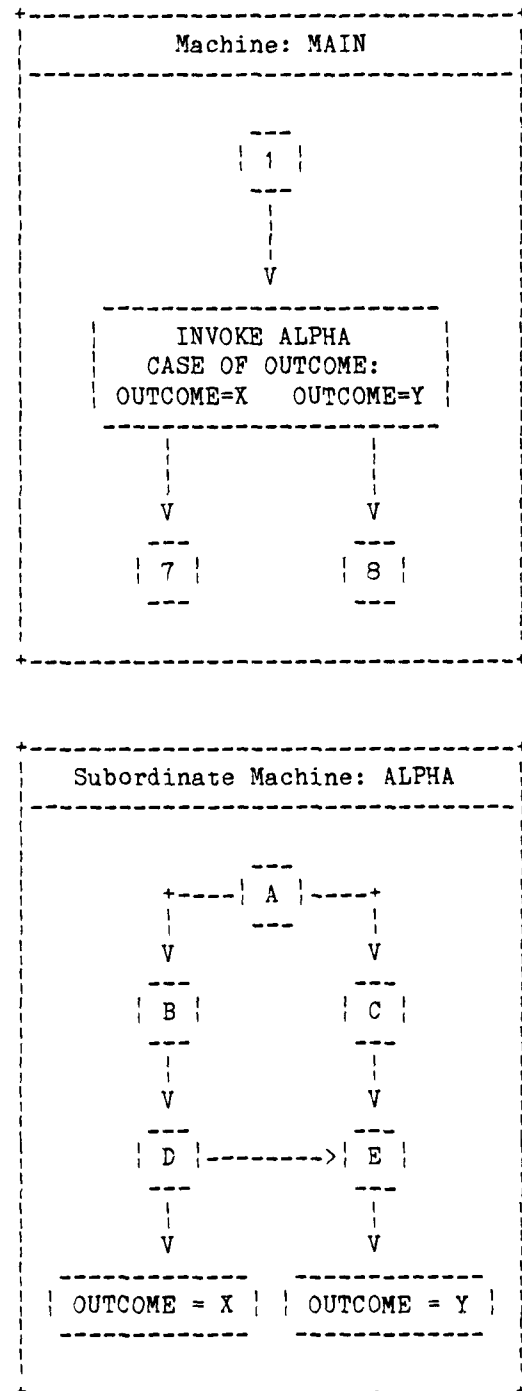 Machine: MAIN
1
V
INVOKE ALPHA
CASE OF OUTCOME:
OUTCOME=X OUTCOME=Y
V V
7 8
Subordinate Machine: ALPHA
A
V V
B C
V V
D E
V V
OUTCOME = X OUTCOME = Y